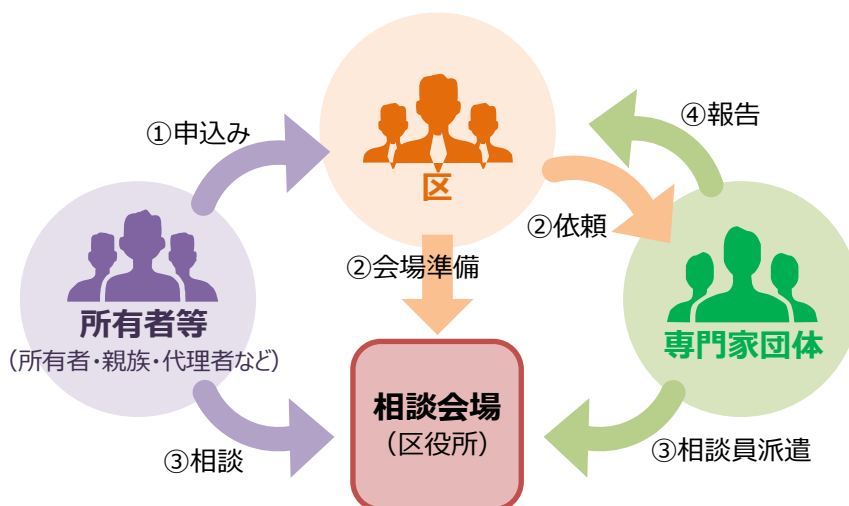 ①申込み
区
④報告
②依頼
②会場準備
所有者等
(所有者・親族・代理者など)
専門家団体
相談会場
(区役所)
③相談
③相談員派遣